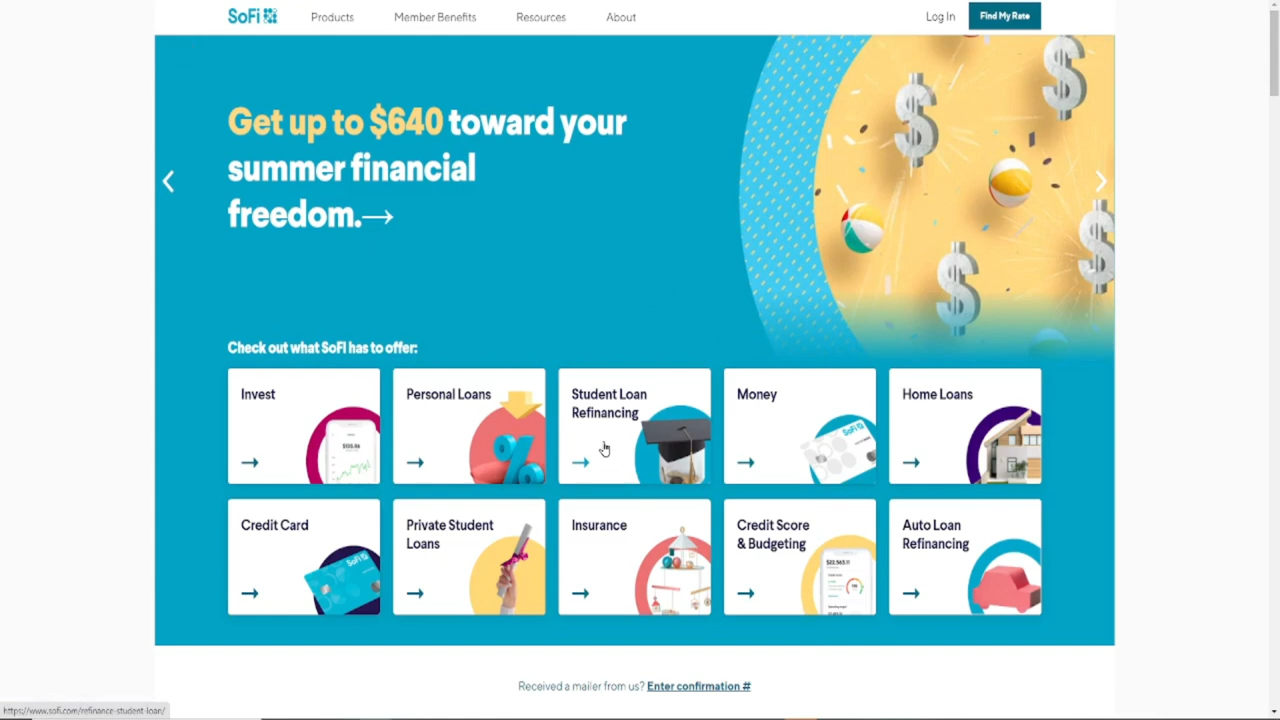 SoFi
Products
Member Benefits
Resources
About
Log In
Find My Rate
Get up to $640 toward your
summer financial
freedom.→
Check out what SoFi has to offer:
Invest
Personal Loans
Student Loan
Refinancing
Money
Home Loans
SoFi
Credit Card
Private Student
Loans
Insurance
Credit Score
& Budgeting
Auto Loan
Refinancing
SoFi
Received a mailer from us? Enter confirmation #
https://www.sofi.com/refinance-student-loan/